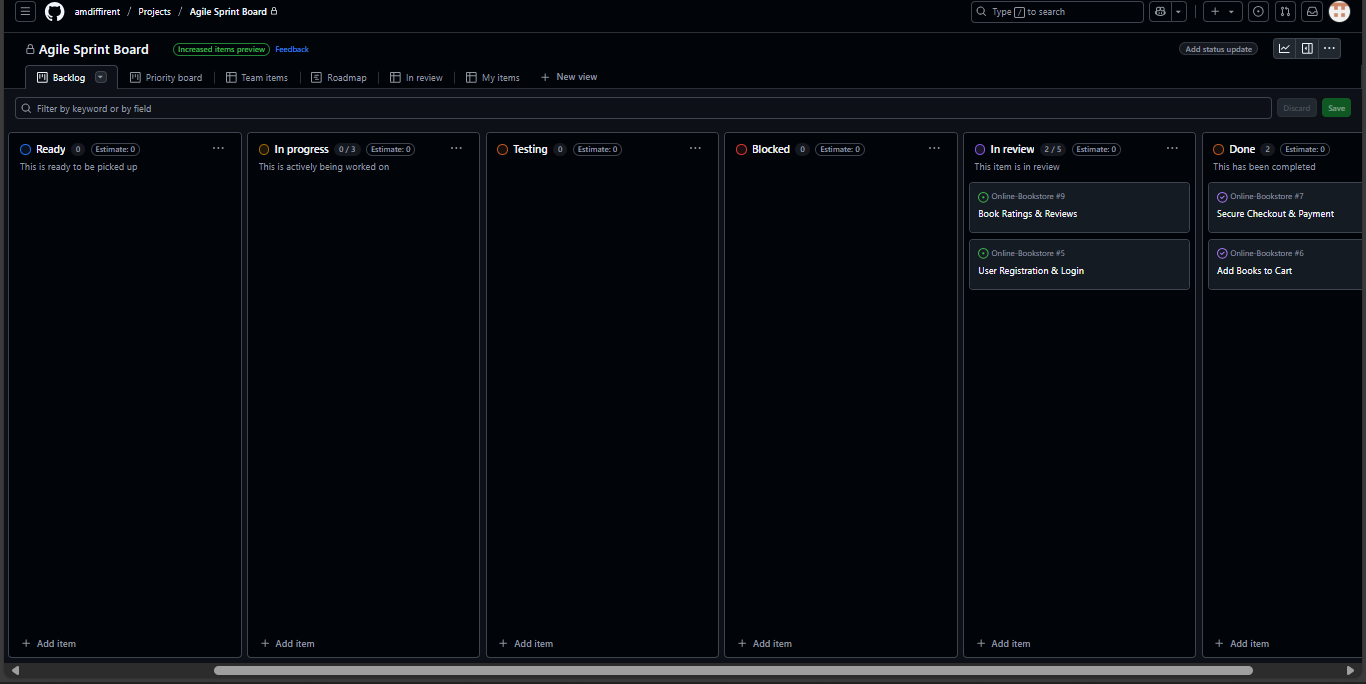 amdiffirent / Projects / Agile Sprint Board
Type / to search
Agile Sprint Board
Increased items preview
Feedback
Add status update
Backlog
Priority board
Team items
Roadmap
In review
My items
+ New view
Filter by keyword or by field
Discard
Save
Ready 0 Estimate: 0
This is ready to be picked up
+ Add item
In progress 0 / 3 Estimate: 0
This is actively being worked on
+ Add item
Testing 0 Estimate: 0
+ Add item
Blocked 0 Estimate: 0
+ Add item
In review 2 / 5 Estimate: 0
This item is in review
Online-Bookstore #9
Book Ratings & Reviews
Online-Bookstore #5
User Registration & Login
+ Add item
Done 2 Estimate: 0
This has been completed
Online-Bookstore #7
Secure Checkout & Payment
Online-Bookstore #6
Add Books to Cart
+ Add item